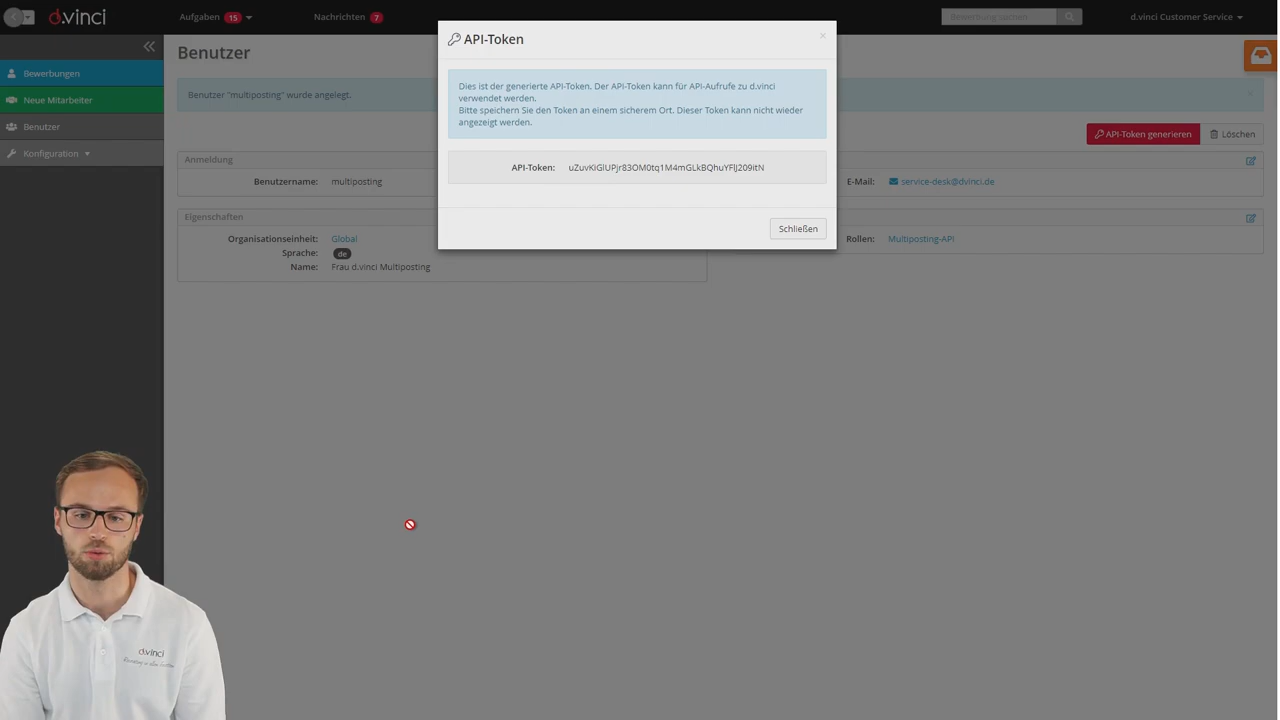 d.vinci
Aufgaben 15
Nachrichten 7
Bewerbung suchen
d.vinci Customer Service
Bewerbungen
Neue Mitarbeiter
Benutzer
Konfiguration
Benutzer
Benutzer "multiposting" wurde angelegt.
API-Token generieren
Löschen
Anmeldung
Benutzername: multiposting
E-Mail: service-desk@dvinci.de
Eigenschaften
Organisationseinheit: Global
Sprache: de
Name: Frau d.vinci Multiposting
Rollen: Multiposting-API
API-Token
×
Dies ist der generierte API-Token. Der API-Token kann für API-Aufrufe zu d.vinci
verwendet werden.
Bitte speichern Sie den Token an einem sicherem Ort. Dieser Token kann nicht wieder
angezeigt werden.
API-Token: uZuvKiGlUPjr83OM0tq1M4mGLkBQhuYFlJ209itN
Schließen
d.vinci